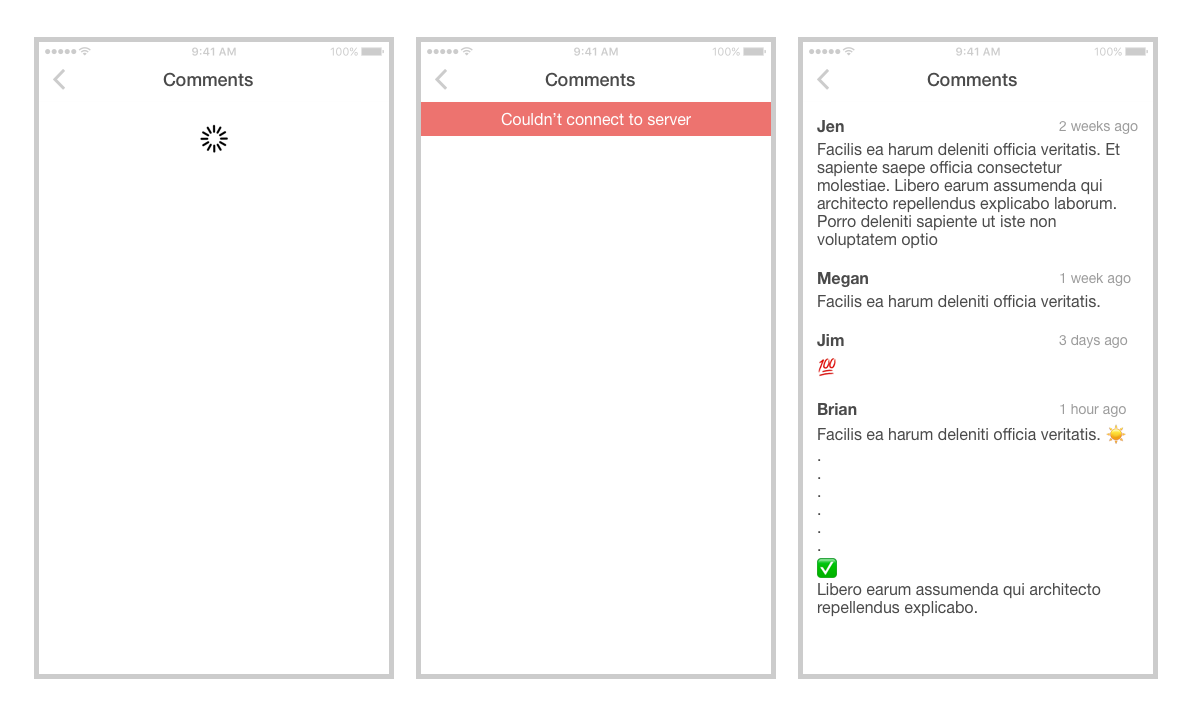 9:41 AM
100%
Comments
9:41 AM
100%
Comments
Couldn’t connect to server
9:41 AM
100%
Comments
Jen
2 weeks ago
Facilis ea harum deleniti officia veritatis. Et
sapiente saepe officia consectetur
molestiae. Libero earum assumenda qui
architecto repellendus explicabo laborum.
Porro deleniti sapiente ut iste non
voluptatem optio
Megan
1 week ago
Facilis ea harum deleniti officia veritatis.
Jim
3 days ago
💯
Brian
1 hour ago
Facilis ea harum deleniti officia veritatis. ☀️
.
.
.
.
.
.
✅
Libero earum assumenda qui architecto
repellendus explicabo.